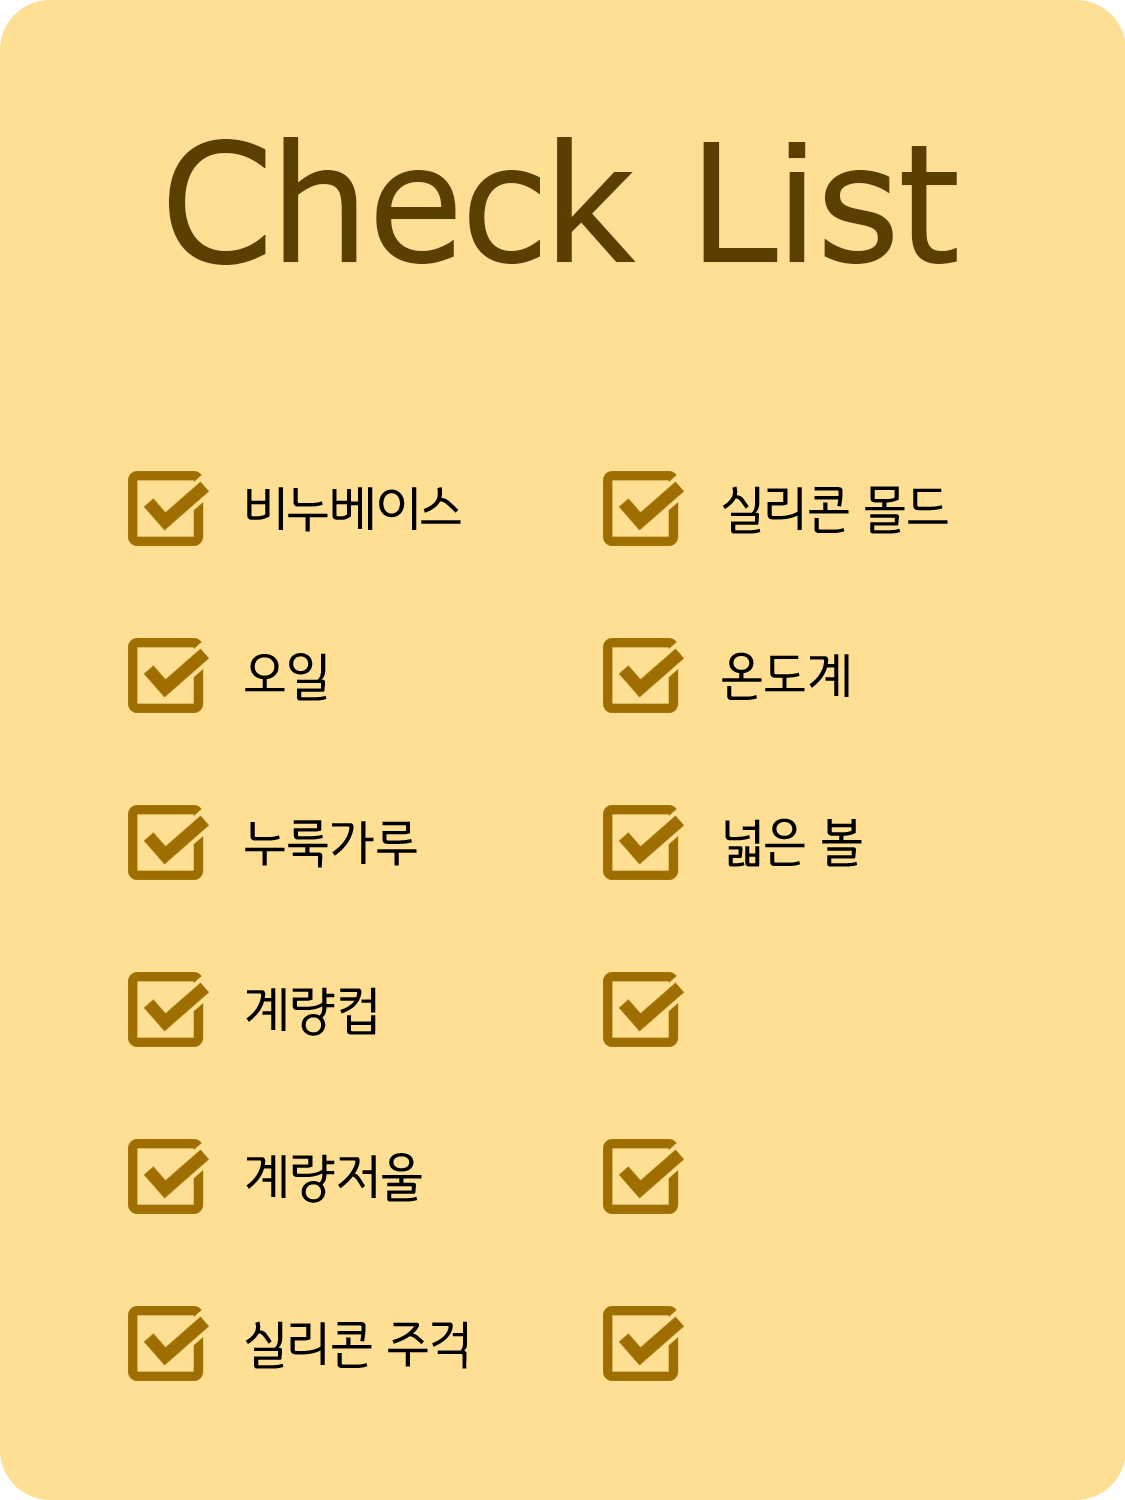 Check List
비누베이스
오일
누룩가루
계량컵
계량저울
실리콘 주걱
실리콘 몰드
온도계
넓은 볼